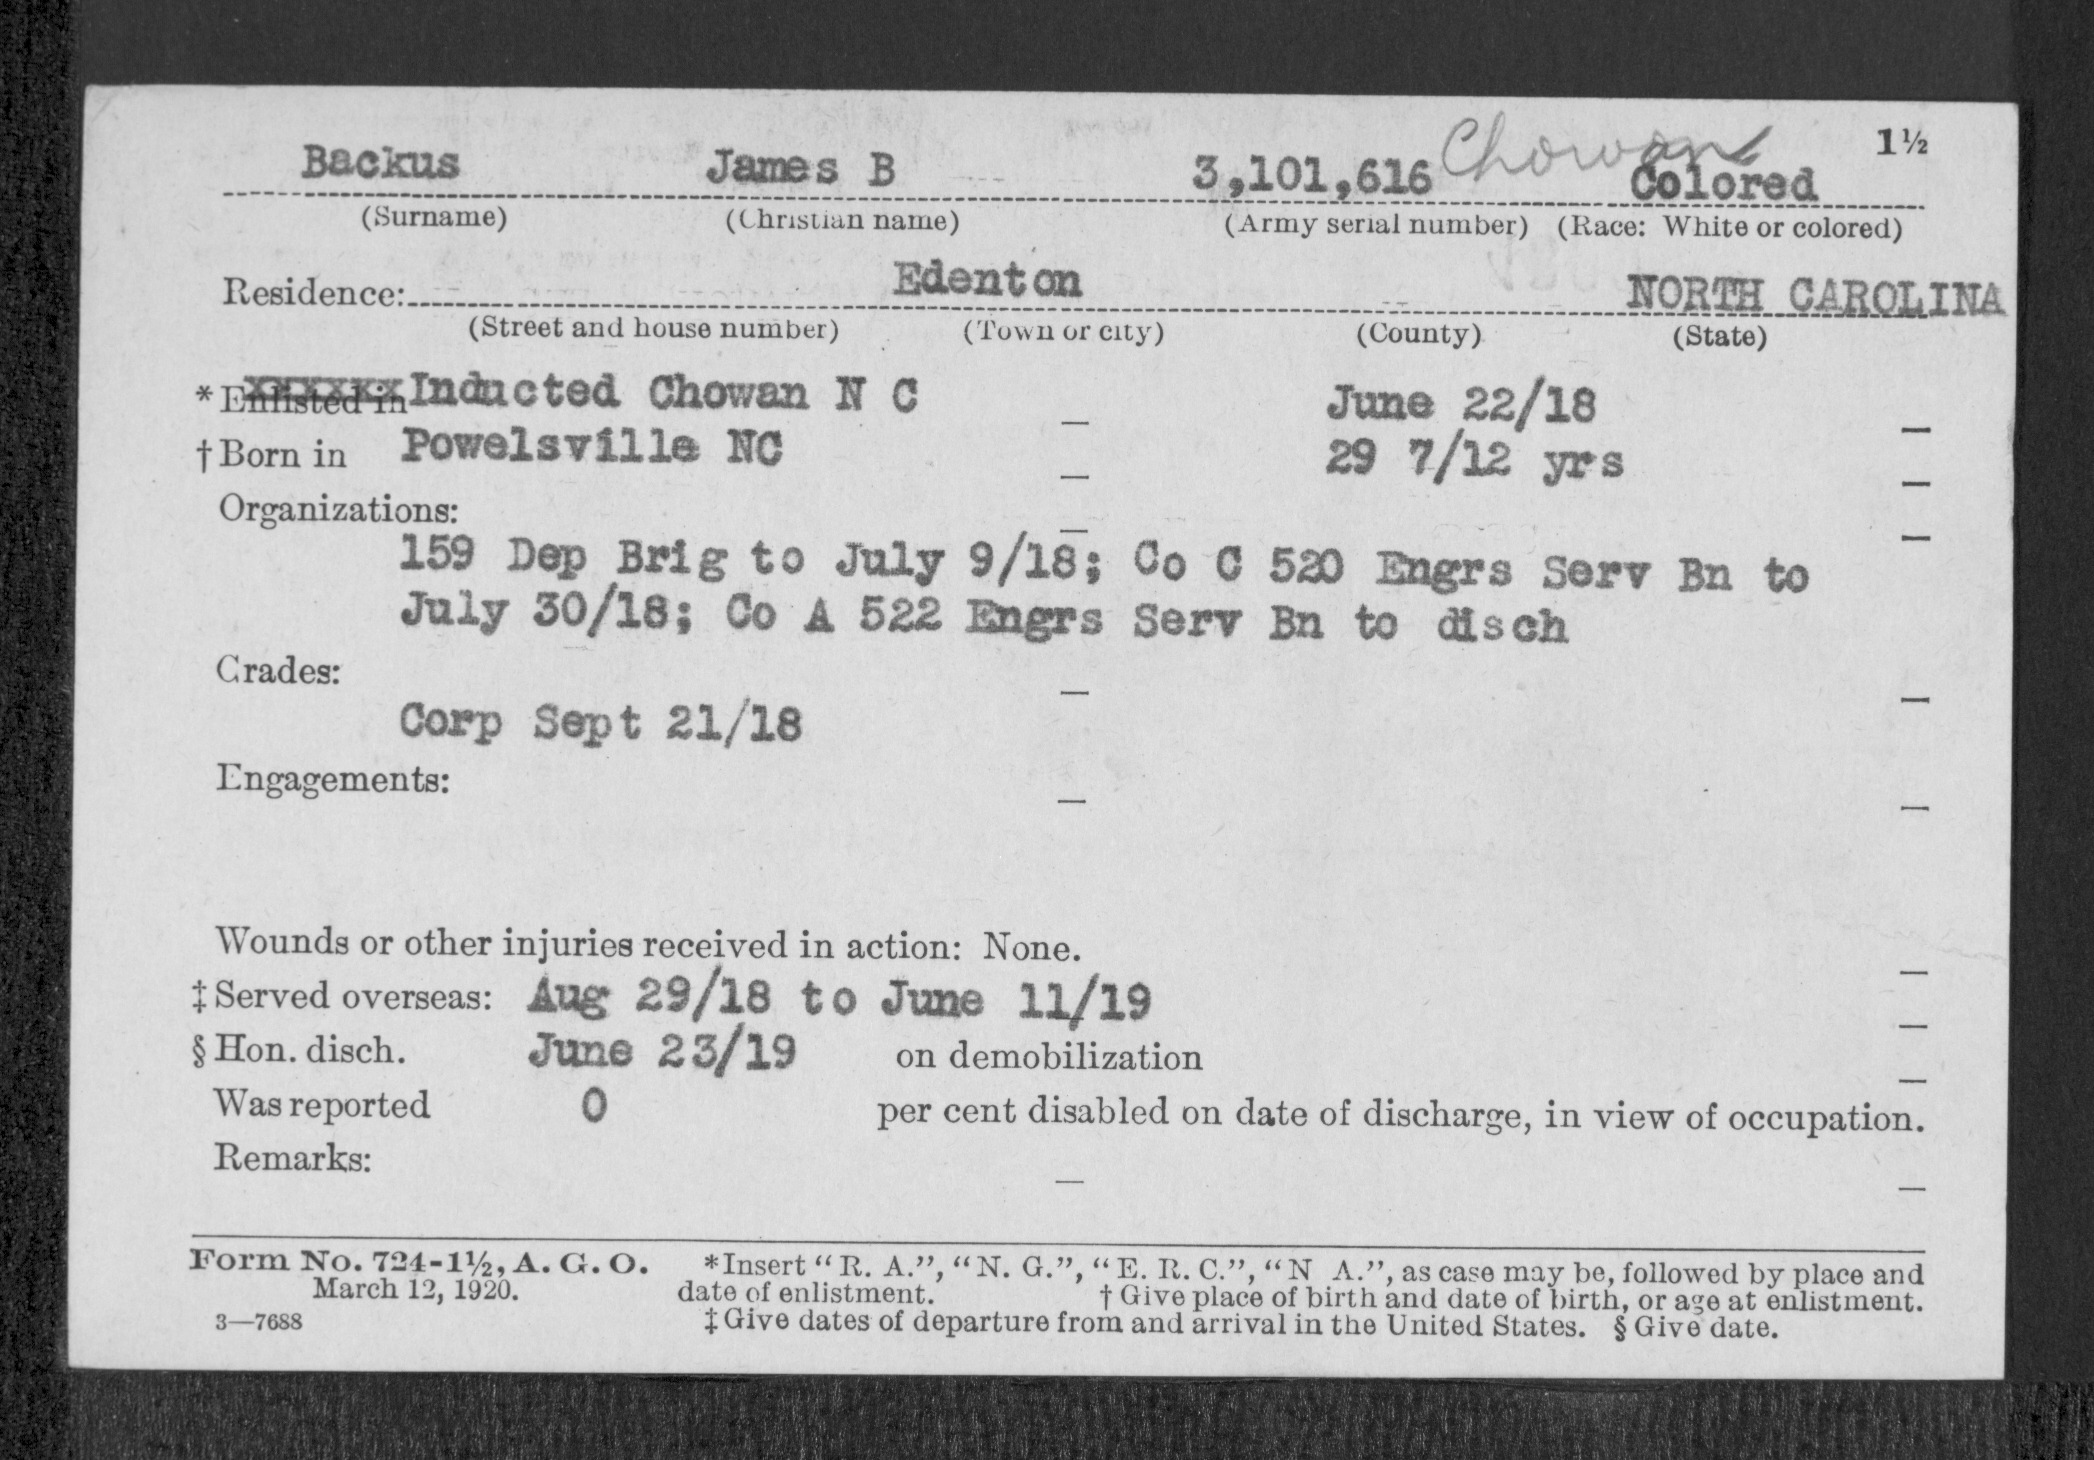 Chowan 1½
Backus James B 3,101,616 Colored
(Surname) (Christian name) (Army serial number) (Race: White or colored)
Residence: Edenton NORTH CAROLINA
(Street and house number) (Town or city) (County) (State)
*Enlisted in Inducted Chowan N C June 22/18
†Born in Powelsville NC 29 7/12 yrs
Organizations:
159 Dep Brig to July 9/18; Co C 520 Engrs Serv Bn to
July 30/18; Co A 522 Engrs Serv Bn to disch
Grades:
Corp Sept 21/18
Engagements:
Wounds or other injuries received in action: None.
‡Served overseas: Aug 29/18 to June 11/19
§Hon. disch. June 23/19 on demobilization
Was reported 0 per cent disabled on date of discharge, in view of occupation.
Remarks:
Form No. 724-1½, A. G. O. *Insert "R. A.", "N. G.", "E. R. C.", "N A.", as case may be, followed by place and
March 12, 1920. date of enlistment. †Give place of birth and date of birth, or age at enlistment.
3—7688 ‡Give dates of departure from and arrival in the United States. §Give date.